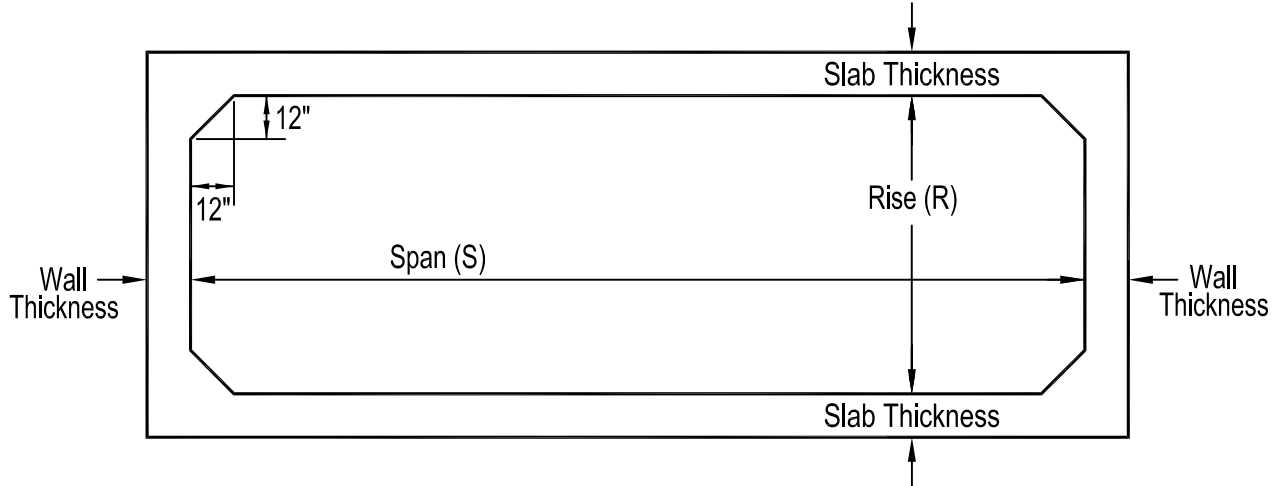 Slab Thickness
12"
12"
Rise (R)
Span (S)
Wall
Thickness
Wall
Thickness
Slab Thickness